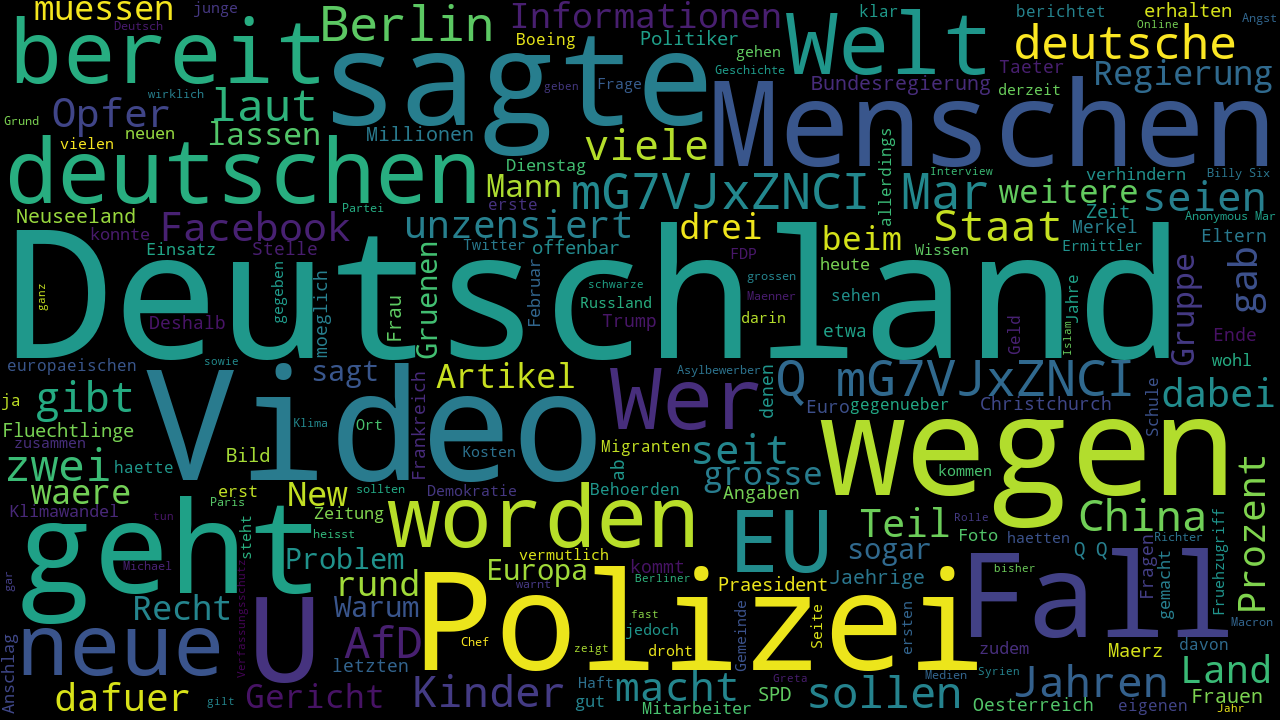 muessen
junge
Deutsch
Berlin
Informationen
Boeing
Politiker
klar
berichtet
erhalten
Online
Angst
bereit
sagte
gehen
Geschichte
Welt
deutsche
Taeter
Regierung
wirklich
geben
Frage
Bundesregierung
derzeit
Opfer
laut
Menschen
Grund
neuen
lassen
Millionen
viele
vielen
deutschen
Dienstag
Mann
mG7VJxZNCI
Mar
allerdings
Interview
weitere
verhindern
Billy Six
seien
Neuseeland
Partei
erste
Zeit
Anonymous Mar
konnte
Facebook
unzensiert
drei
beim
Staat
Merkel
Eltern
Einsatz
Stelle
Twitter
offenbar
FDP
Wissen
Ermittler
Deutschland
ganz
gegeben
moeglich
Frau
Gruenen
Februar
grossen
schwarze
Maenner
heute
sehen
Jahre
Gruppe
gab
Deshalb
Russland
Trump
darin
etwa
Geld
Islam
Ende
europaeischen
sowie
sagt
Artikel
Asylbewerber
Q mG7VJxZNCI
wohl
Video
Wer
denen
dabei
ja
gibt
Klima
Ort
Frankreich
Euro
gegenueber
Christchurch
Schule
wegen
Fluechtlinge
zusammen
Bild
Kosten
Migranten
seit
zwei
haette
ab
grosse
kommen
waere
erst
New
sollten
Demokratie
Behoerden
Angaben
Prozent
Klimawandel
Paris
tun
Zeitung
worden
EU
Teil
Foto
Rolle
China
geht
steht
heisst
haetten
Q Q
Richter
Problem
vermutlich
sogar
Fruehzugriff
gar
Michael
Europa
kommt
Berliner
bisher
Fragen
rund
warnt
Praesident
Jaehrige
Fall
gemacht
Recht
Warum
Polizei
fast
Gemeinde
Seite
ersten
Macron
neue
Verfassungsschutz
U
AfD
Chef
zeigt
jedoch
droht
zudem
Maerz
davon
Anschlag
letzten
Greta
Medien
Syrien
Land
dafuer
gilt
Gericht
Kinder
Haft
gut
macht
Mitarbeiter
SPD
sollen
Jahren
Oesterreich
eigenen
Frauen
Jahr